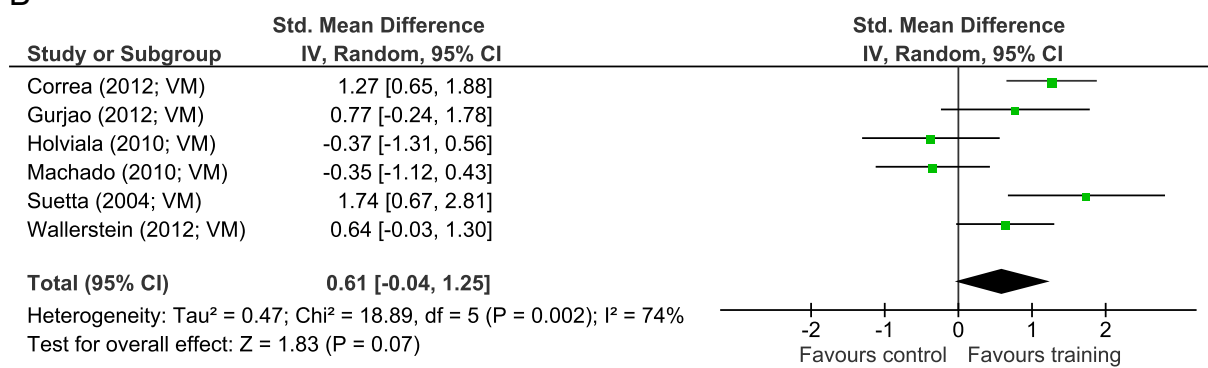 Std. Mean Difference Std. Mean Difference
Study or Subgroup IV, Random, 95% CI IV, Random, 95% CI
Correa (2012; VM) 1.27 [0.65, 1.88]
Gurjao (2012; VM) 0.77 [-0.24, 1.78]
Holviala (2010; VM) -0.37 [-1.31, 0.56]
Machado (2010; VM) -0.35 [-1.12, 0.43]
Suetta (2004; VM) 1.74 [0.67, 2.81]
Wallerstein (2012; VM) 0.64 [-0.03, 1.30]
Total (95% CI) 0.61 [-0.04, 1.25]
Heterogeneity: Tau² = 0.47; Chi² = 18.89, df = 5 (P = 0.002); I² = 74%
Test for overall effect: Z = 1.83 (P = 0.07)
-2 -1 0 1 2
Favours control Favours training